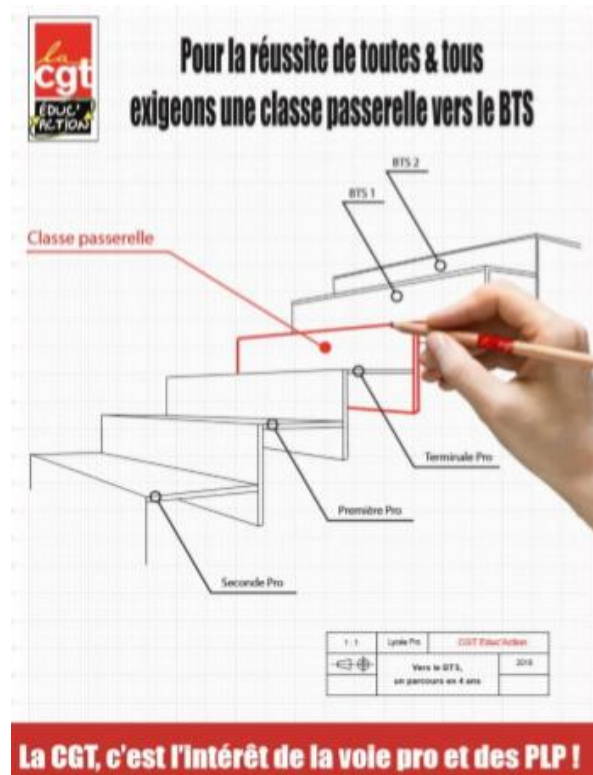 la
cgt
ÉDUC'
ACTION
Pour la réussite de toutes & tous
exigeons une classe passerelle vers le BTS
BTS 2
BTS 1
Classe passerelle
Terminale Pro
Première Pro
Seconde Pro
1 : 1 Lycée Pro CGT Educ'Action
Vers le BTS, 2018
un parcours en 4 ans
La CGT, c'est l'intérêt de la voie pro et des PLP !